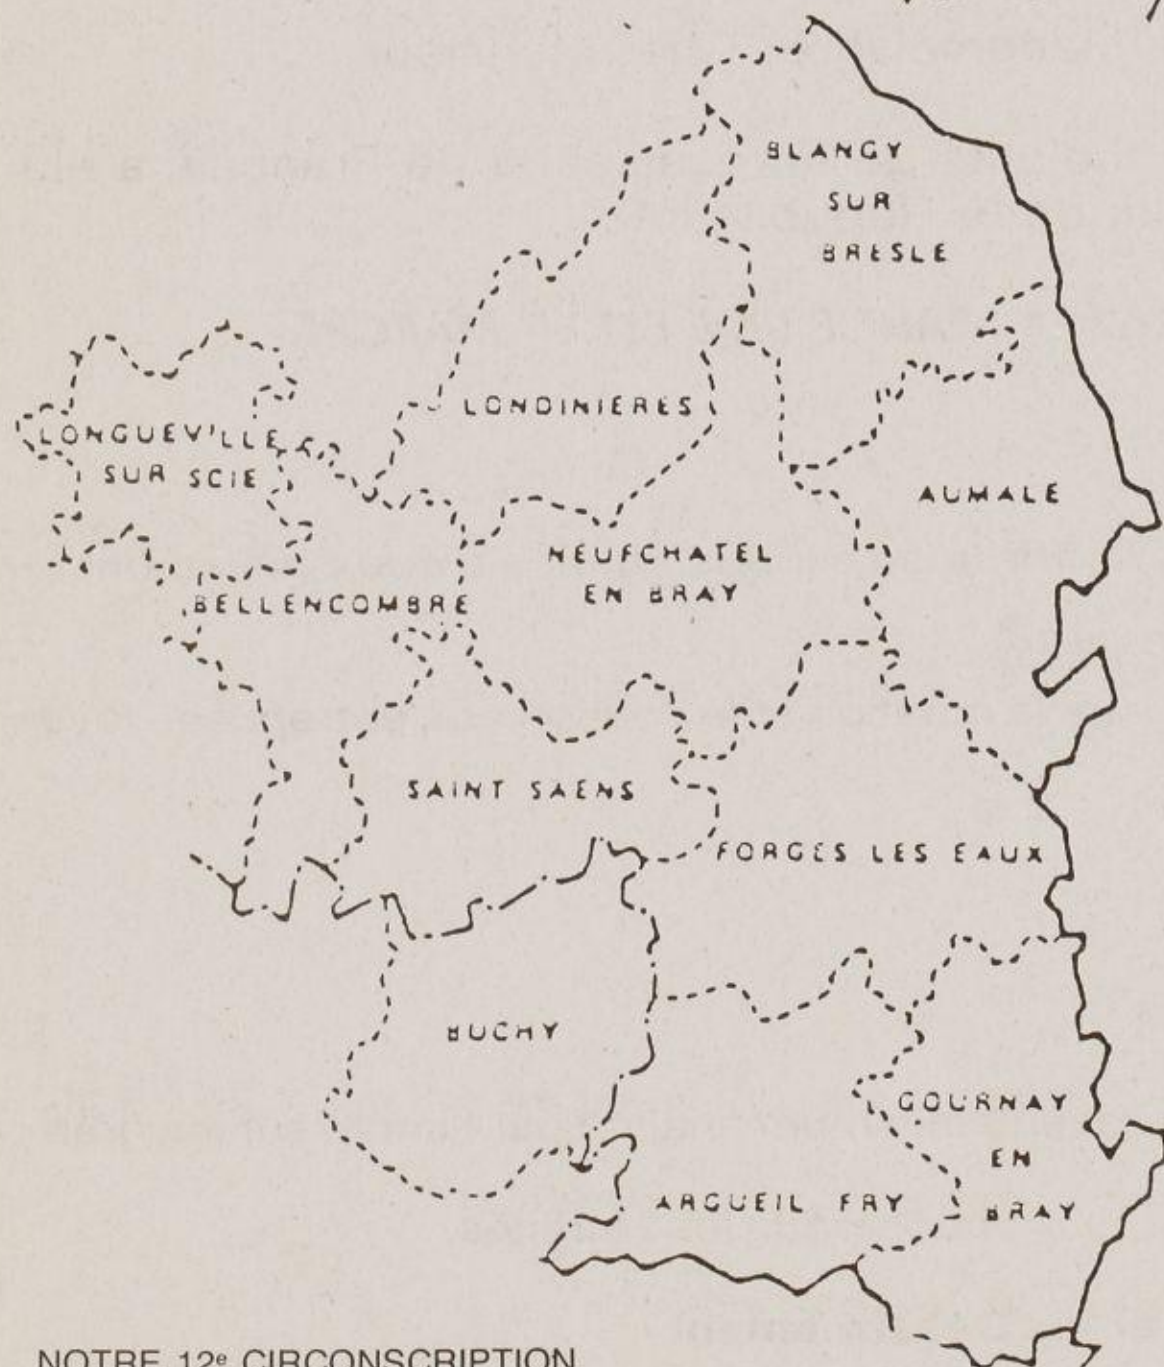 BLANGY
SUR
BRESLE
LONDINIERES
LONGUEVILLE
SUR SCIE
AUMALE
NEUFCHATEL
EN BRAY
BELLENCOMBRE
SAINT SAENS
FORGES LES EAUX
BUCHY
GOURNAY
EN
BRAY
ARGUEIL FRY
NOTRE 12e CIRCONSCRIPTION